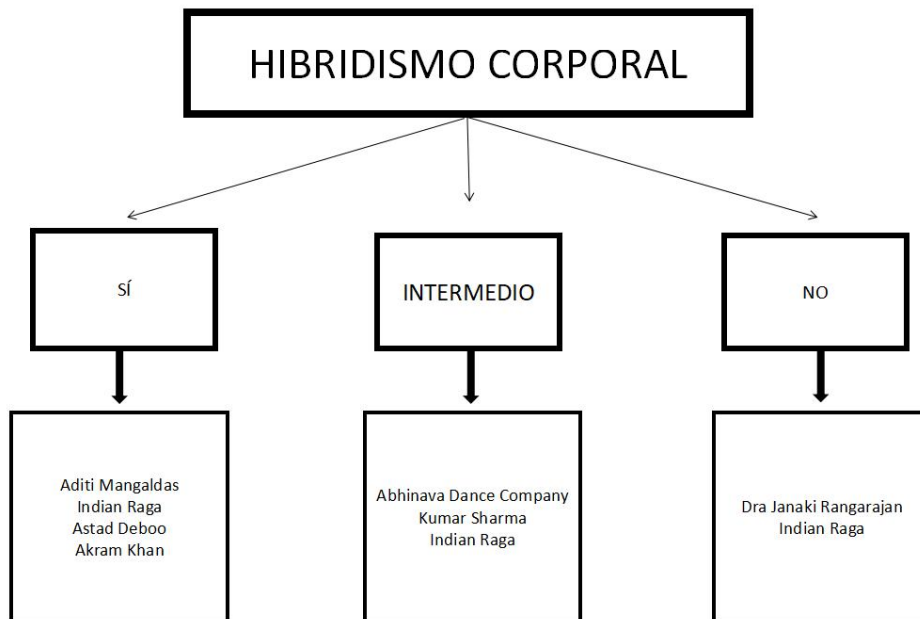 HIBRIDISMO CORPORAL
SÍ
INTERMEDIO
NO
Aditi Mangaldas
Indian Raga
Astad Deboo
Akram Khan
Abhinava Dance Company
Kumar Sharma
Indian Raga
Dra Janaki Rangarajan
Indian Raga